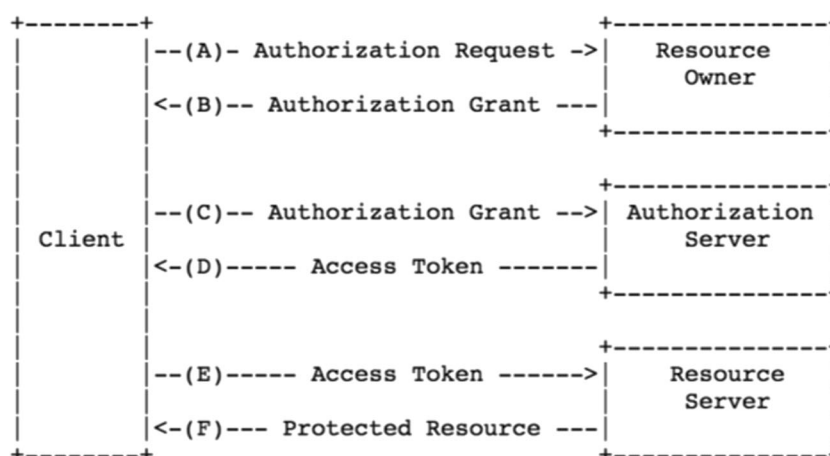 +--------+                               +---------------
|        |--(A)- Authorization Request ->|   Resource
|        |                               |     Owner
|        |<-(B)-- Authorization Grant ---|
|        |                               +---------------
|        |
|        |                               +---------------
|        |--(C)-- Authorization Grant -->| Authorization
| Client |                               |     Server
|        |<-(D)----- Access Token -------|
|        |                               +---------------
|        |
|        |                               +---------------
|        |--(E)----- Access Token ------>|    Resource
|        |                               |     Server
|        |<-(F)--- Protected Resource ---|
+--------+                               +---------------